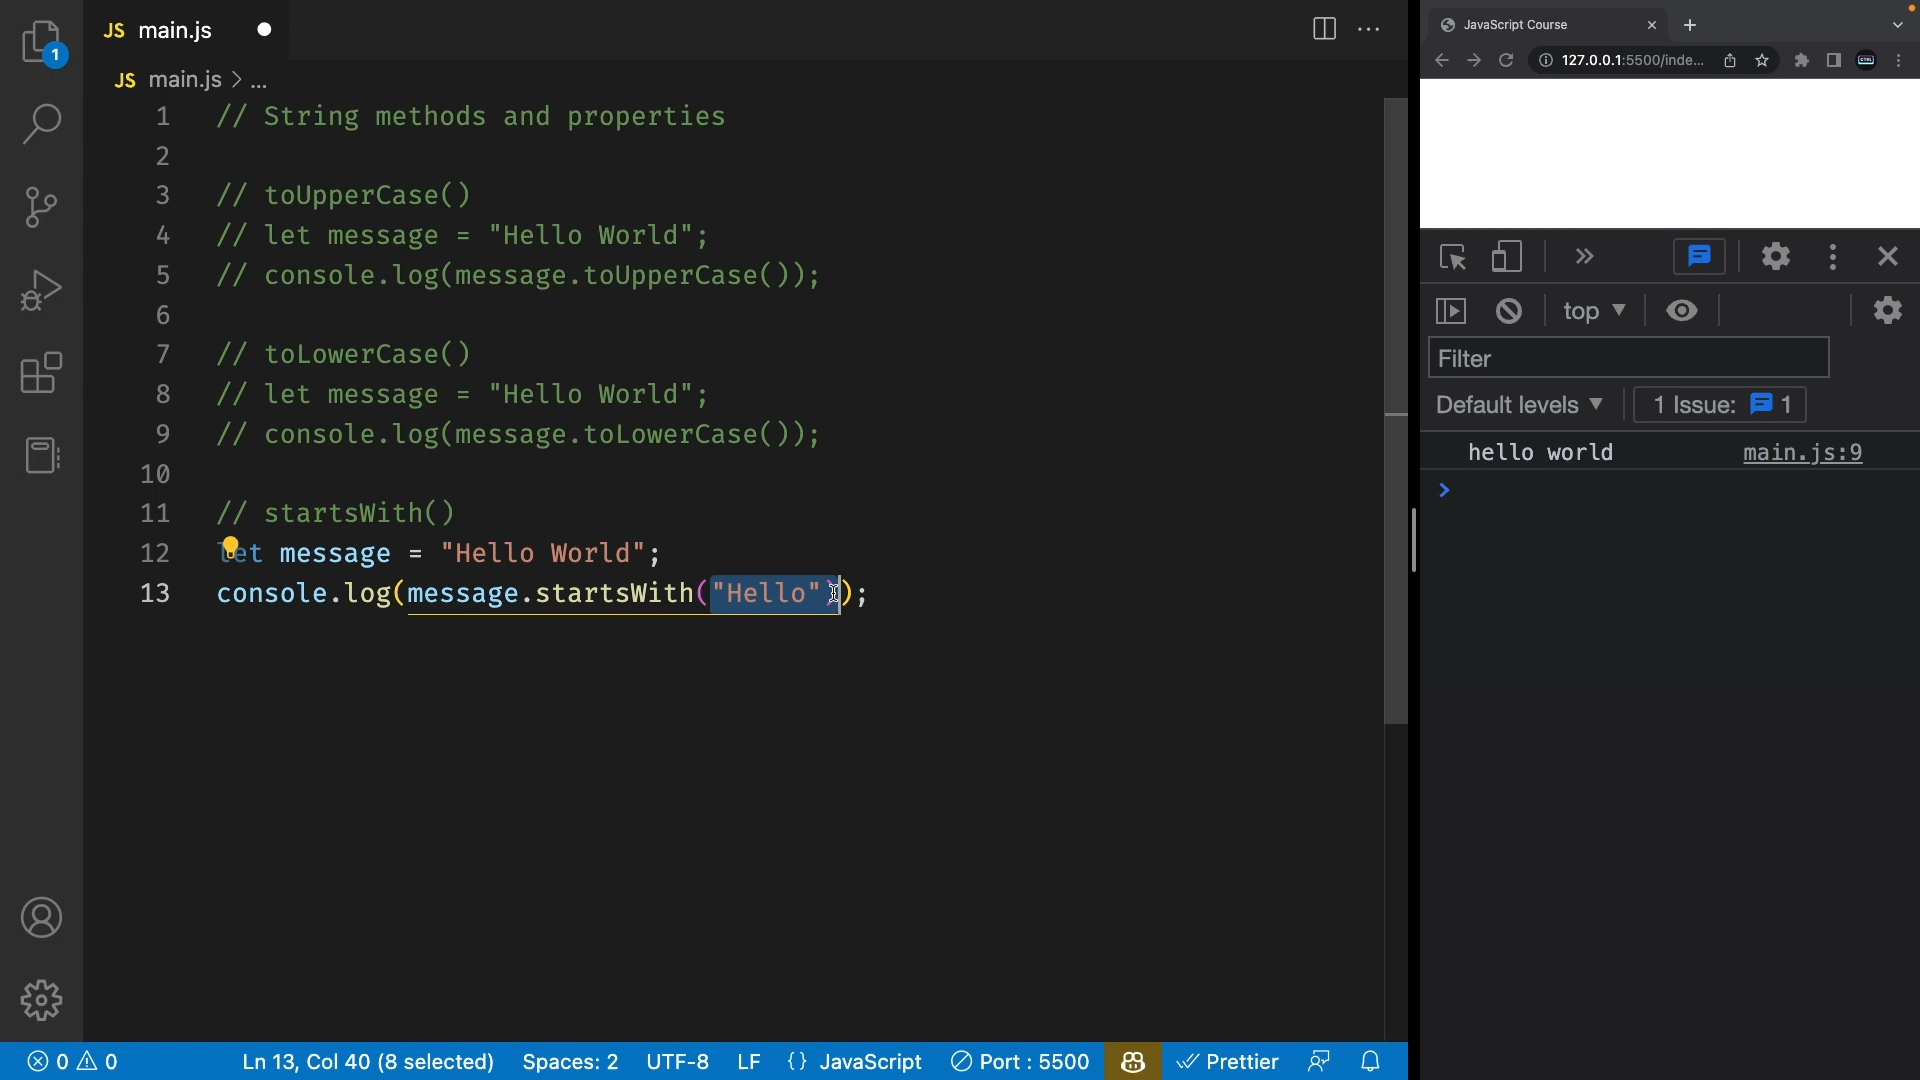 JS main.js
JS main.js > ...
1 // String methods and properties
2
3 // toUpperCase()
4 // let message = "Hello World";
5 // console.log(message.toUpperCase());
6
7 // toLowerCase()
8 // let message = "Hello World";
9 // console.log(message.toLowerCase());
10
11 // startsWith()
12 let message = "Hello World";
13 console.log(message.startsWith("Hello"));
1
0 0 Ln 13, Col 40 (8 selected) Spaces: 2 UTF-8 LF {} JavaScript Port : 5500 Prettier
JavaScript Course
127.0.0.1:5500/inde...
top
Filter
Default levels 1 Issue: 1
hello world main.js:9